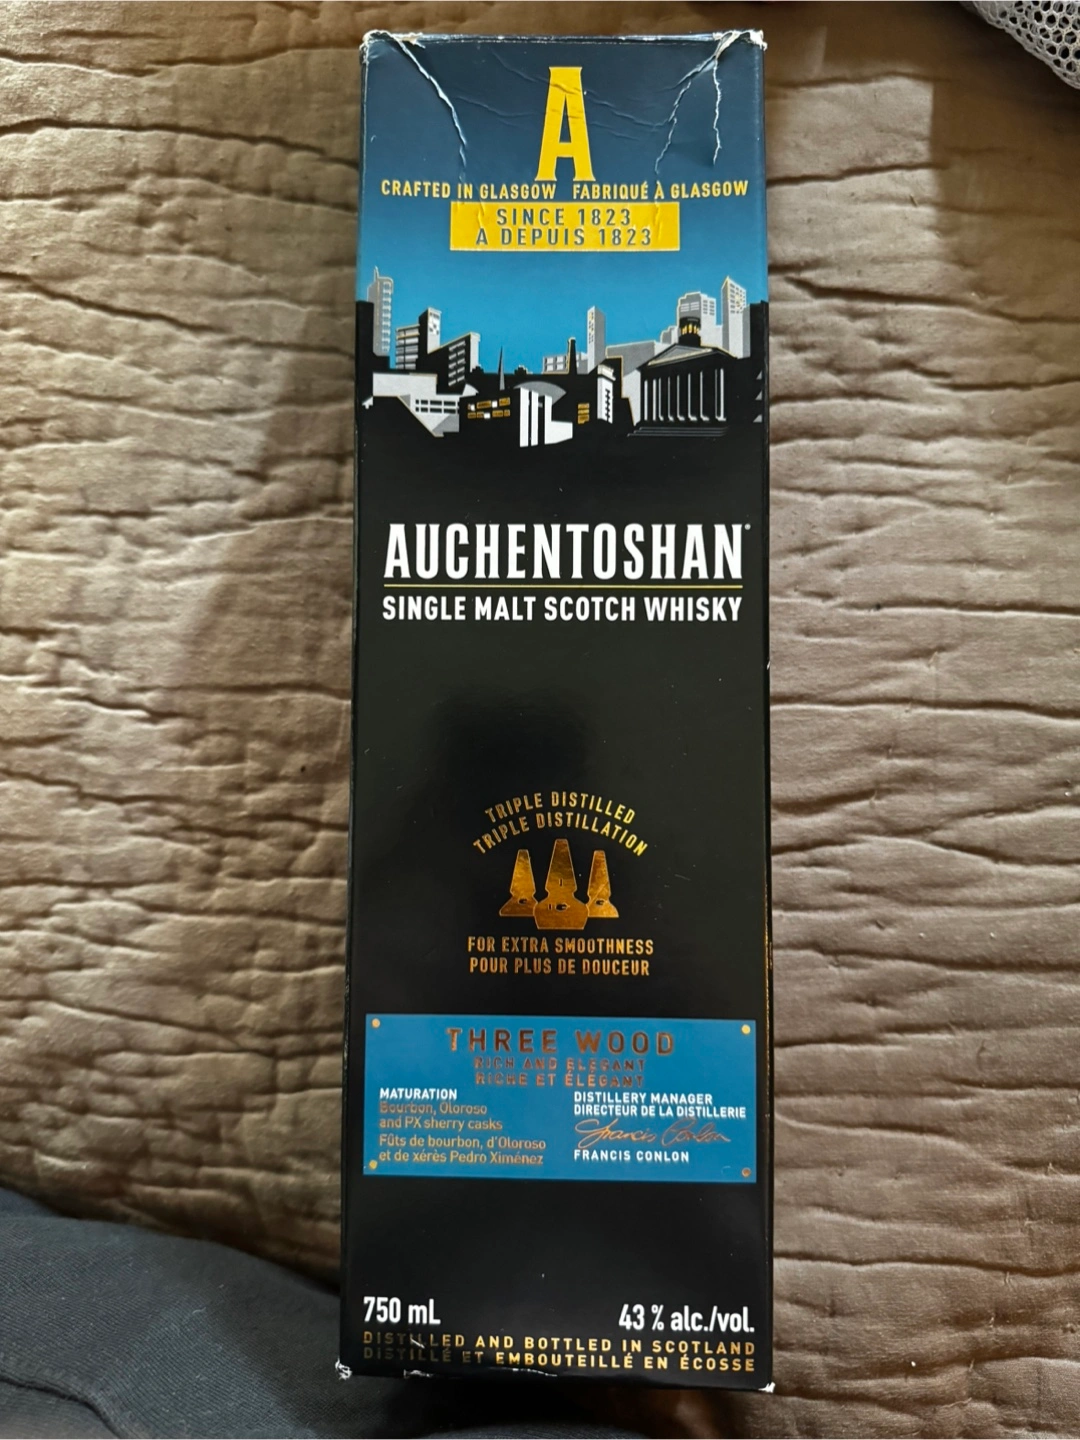 A
CRAFTED IN GLASGOW FABRIQUÉ À GLASGOW
SINCE 1823
A DEPUIS 1823
AUCHENTOSHAN®
SINGLE MALT SCOTCH WHISKY
TRIPLE DISTILLED
TRIPLE DISTILLATION
FOR EXTRA SMOOTHNESS
POUR PLUS DE DOUCEUR
THREE WOOD
RICH AND ELEGANT
RICHE ET ÉLÉGANT
MATURATION
Bourbon, Oloroso
and PX sherry casks
Fûts de bourbon, d'Oloroso
et de xérès Pedro Ximénez
DISTILLERY MANAGER
DIRECTEUR DE LA DISTILLERIE
Francis Conlon
FRANCIS CONLON
750 mL
43 % alc./vol.
DISTILLED AND BOTTLED IN SCOTLAND
DISTILLÉ ET EMBOUTEILLÉ EN ÉCOSSE